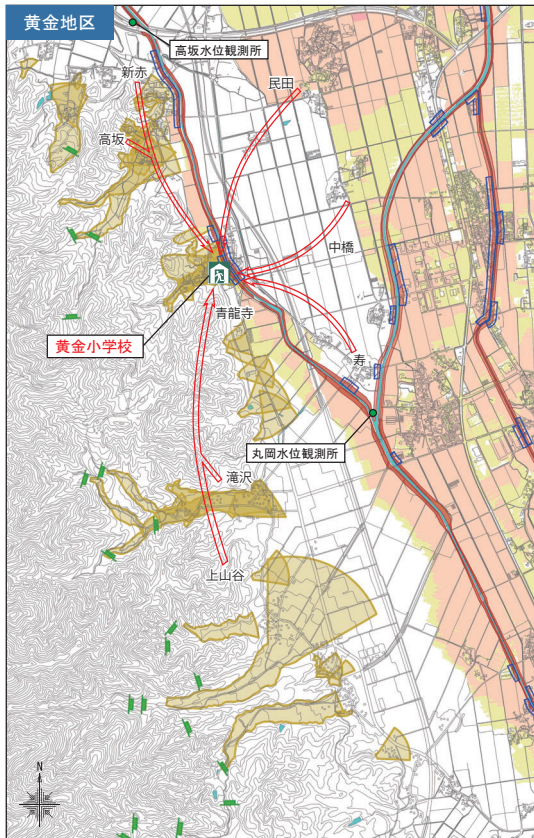 黄金地区
高坂水位観測所
新赤
民田
高坂
中橋
青龍寺
黄金小学校
寿
丸岡水位観測所
滝沢
上山谷
N